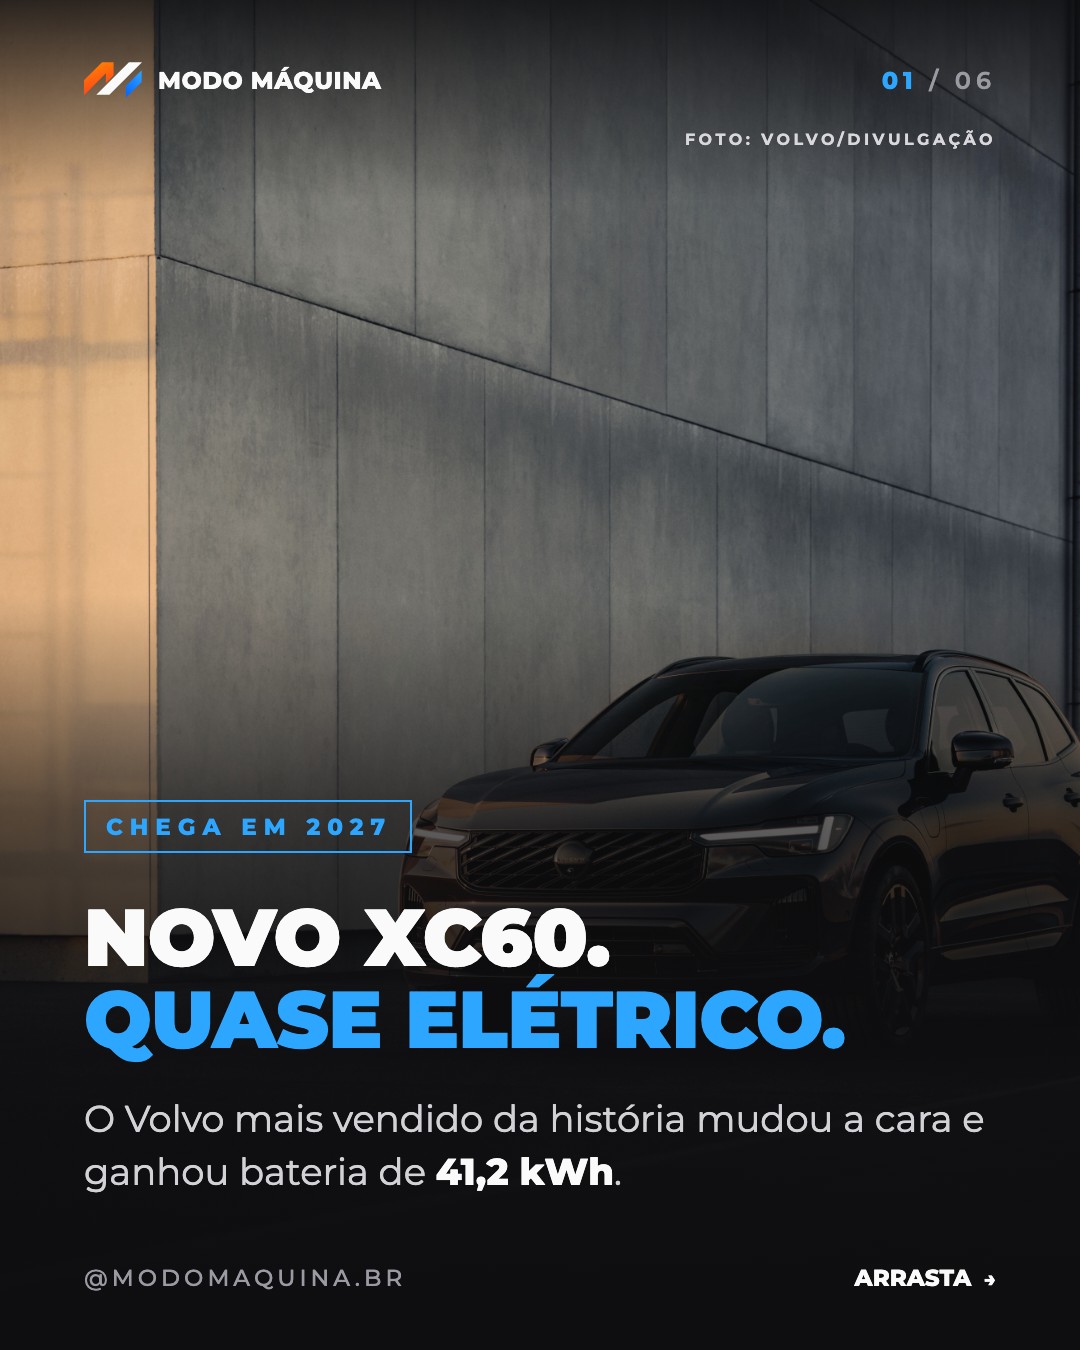 MODO MÁQUINA
01 / 06
FOTO: VOLVO/DIVULGAÇÃO
CHEGA EM 2027
NOVO XC60.
QUASE ELÉTRICO.
O Volvo mais vendido da história mudou a cara e
ganhou bateria de 41,2 kWh.
@MODOMAQUINA.BR
ARRASTA →